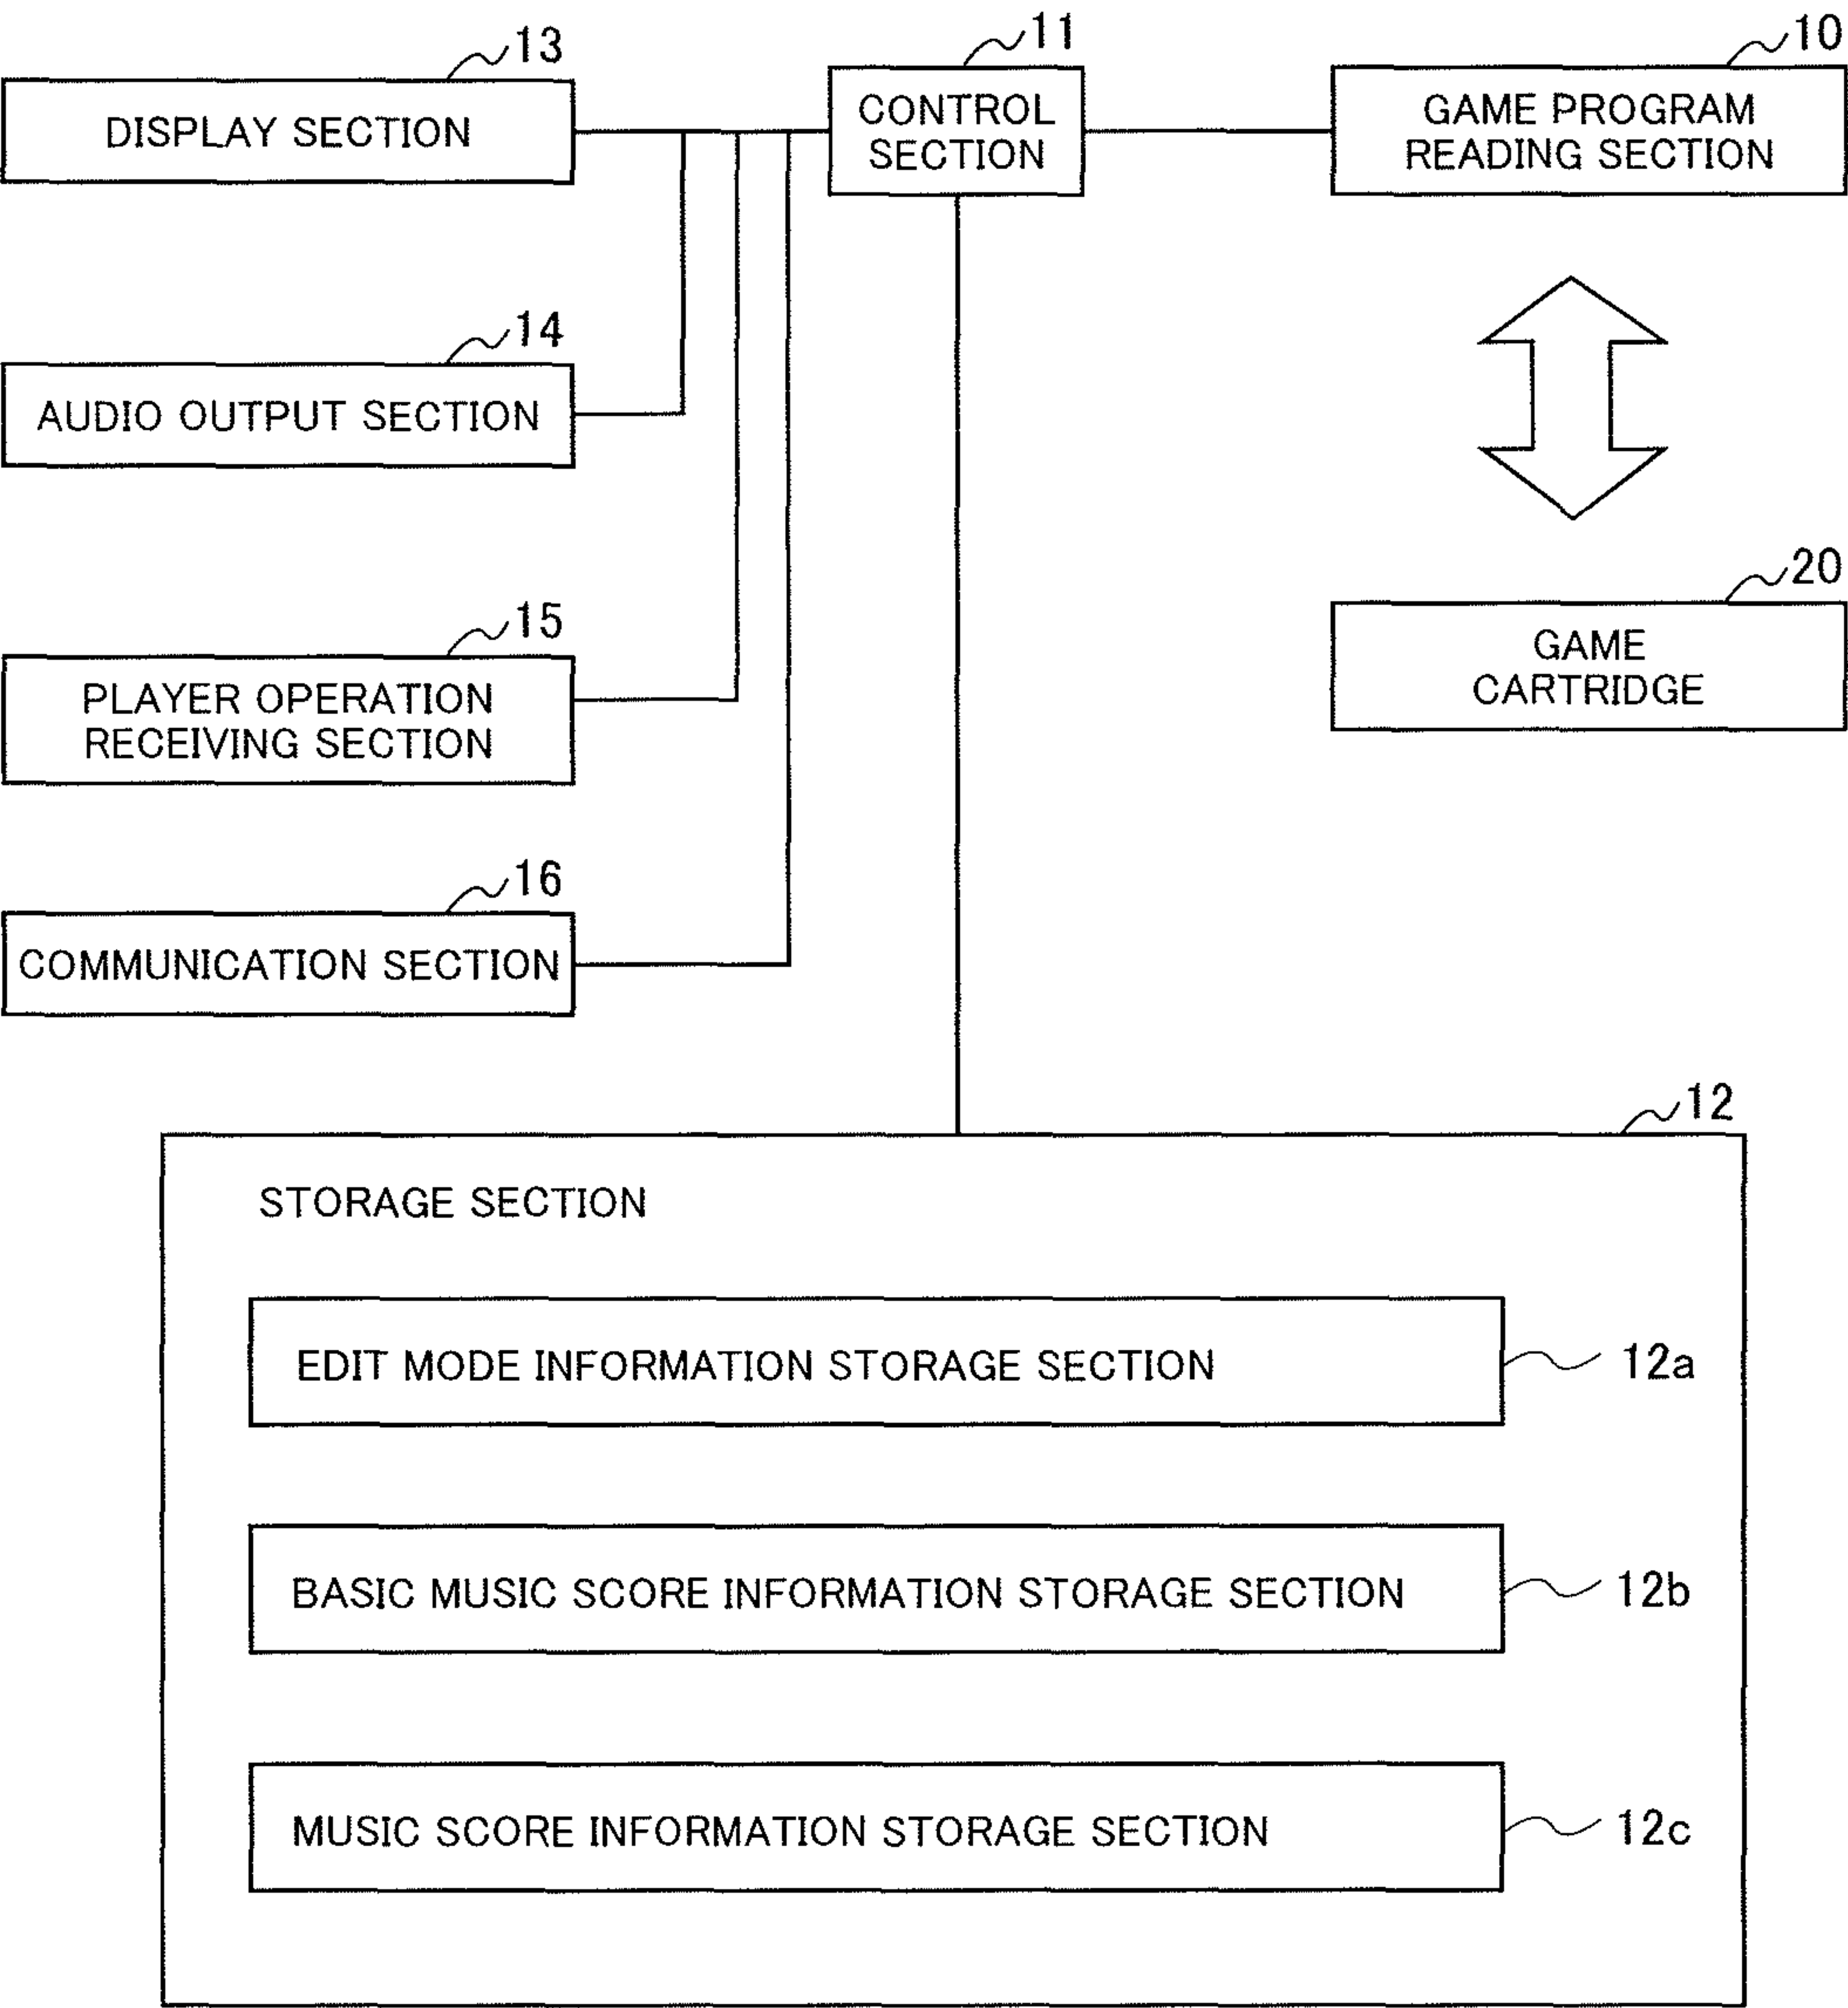 13
11
10
DISPLAY SECTION
CONTROL
SECTION
GAME PROGRAM
READING SECTION
14
AUDIO OUTPUT SECTION
20
GAME
CARTRIDGE
15
PLAYER OPERATION
RECEIVING SECTION
16
COMMUNICATION SECTION
12
STORAGE SECTION
EDIT MODE INFORMATION STORAGE SECTION
12a
BASIC MUSIC SCORE INFORMATION STORAGE SECTION
12b
MUSIC SCORE INFORMATION STORAGE SECTION
12c